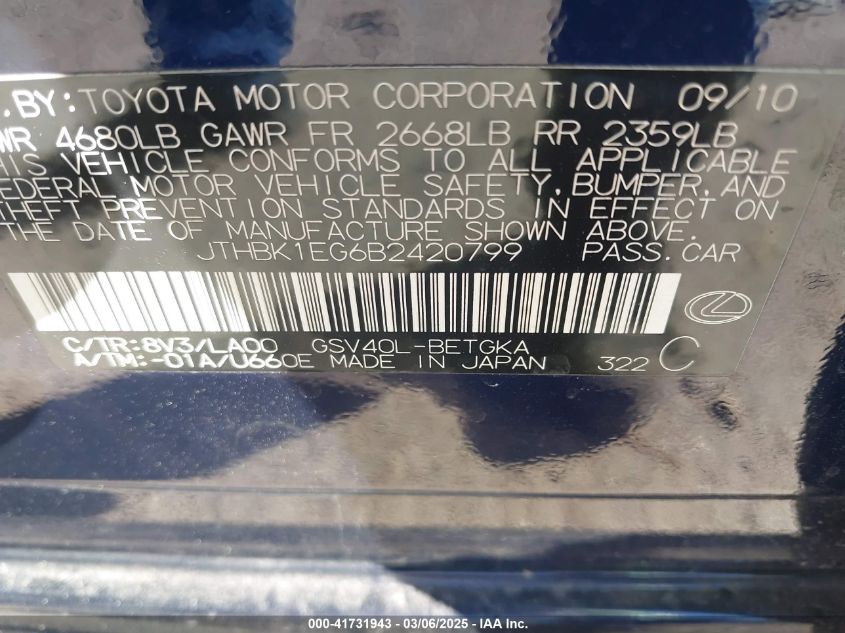 .BY:TOYOTA MOTOR CORPORATION 09/10
WR 4680LB GAWR FR 2668LB RR 2359LB
HIS VEHICLE CONFORMS TO ALL APPLICABLE
FEDERAL MOTOR VEHICLE SAFETY,BUMPER,AND
THEFT PREVENTION STANDARDS IN EFFECT ON
THE DATE OF MANUFACTURE SHOWN ABOVE.
JTHBK1EG6B2420799 PASS.CAR
C/TR:8V3/LA00 GSV40L-BETGKA
A/TM:-01A/U660E MADE IN JAPAN 322 C
000-41731943 / 03/06/2025 - IAA Inc.